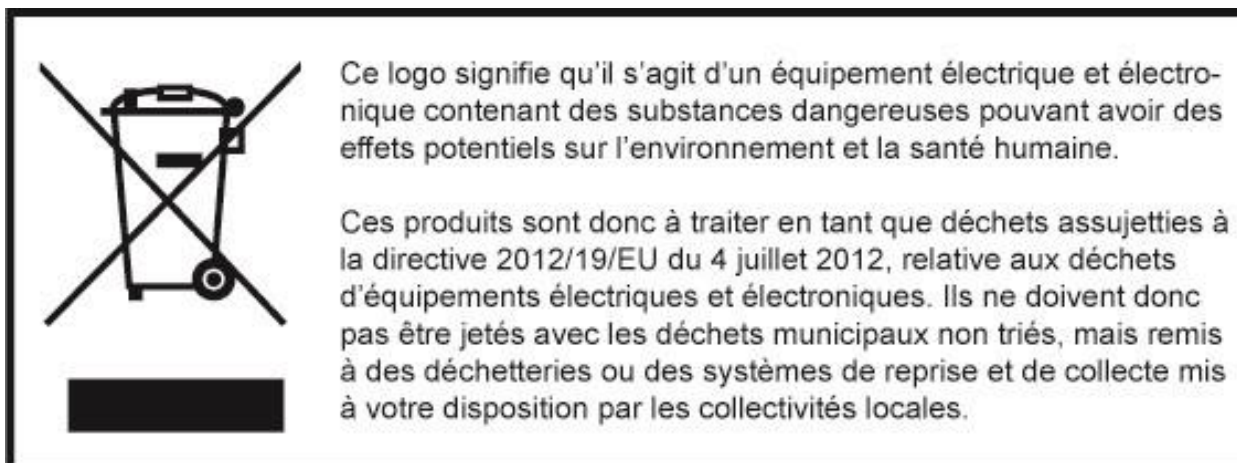 Ce logo signifie qu'il s'agit d'un équipement électrique et électro-
nique contenant des substances dangereuses pouvant avoir des
effets potentiels sur l'environnement et la santé humaine.
Ces produits sont donc à traiter en tant que déchets assujetties à
la directive 2012/19/EU du 4 juillet 2012, relative aux déchets
d'équipements électriques et électroniques. Ils ne doivent donc
pas être jetés avec les déchets municipaux non triés, mais remis
à des déchetteries ou des systèmes de reprise et de collecte mis
à votre disposition par les collectivités locales.